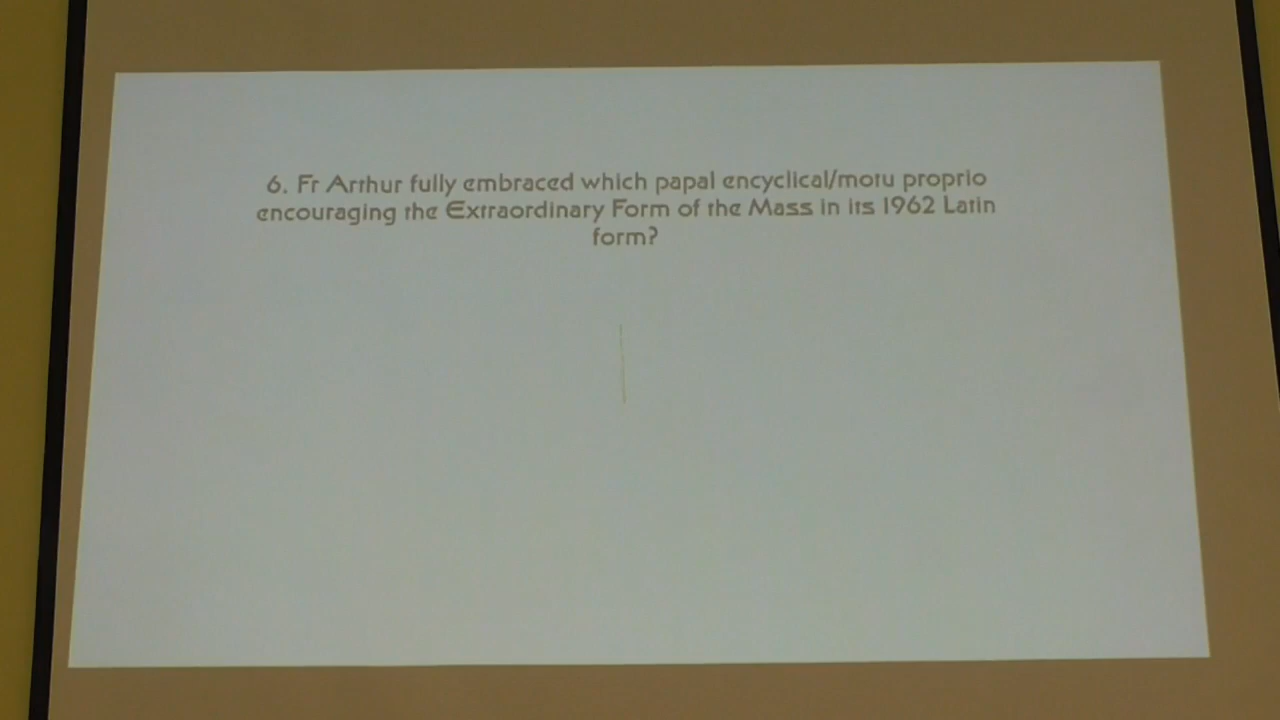 6. Fr Arthur fully embraced which papal encyclical/motu proprio
encouraging the Extraordinary Form of the Mass in its 1962 Latin
form?